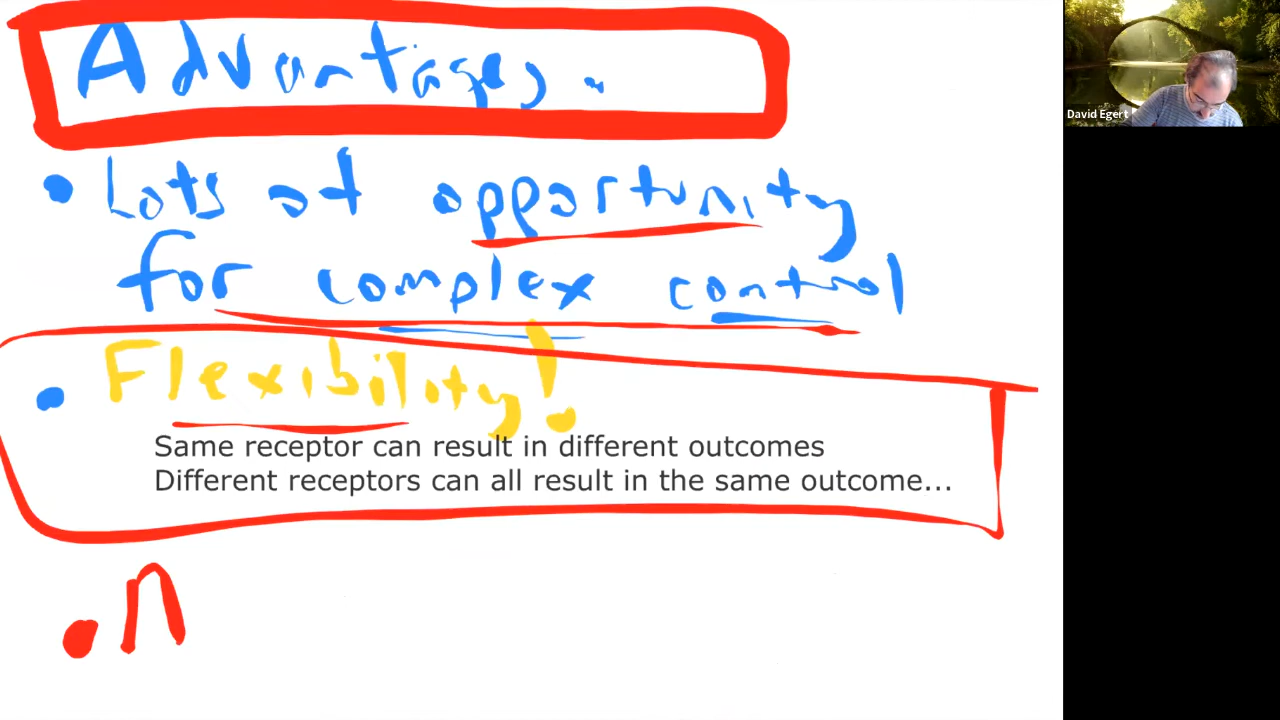 Advantages.
• Lots of opportunity
for complex control
• Flexibility!
Same receptor can result in different outcomes
Different receptors can all result in the same outcome...
• n
David Egert